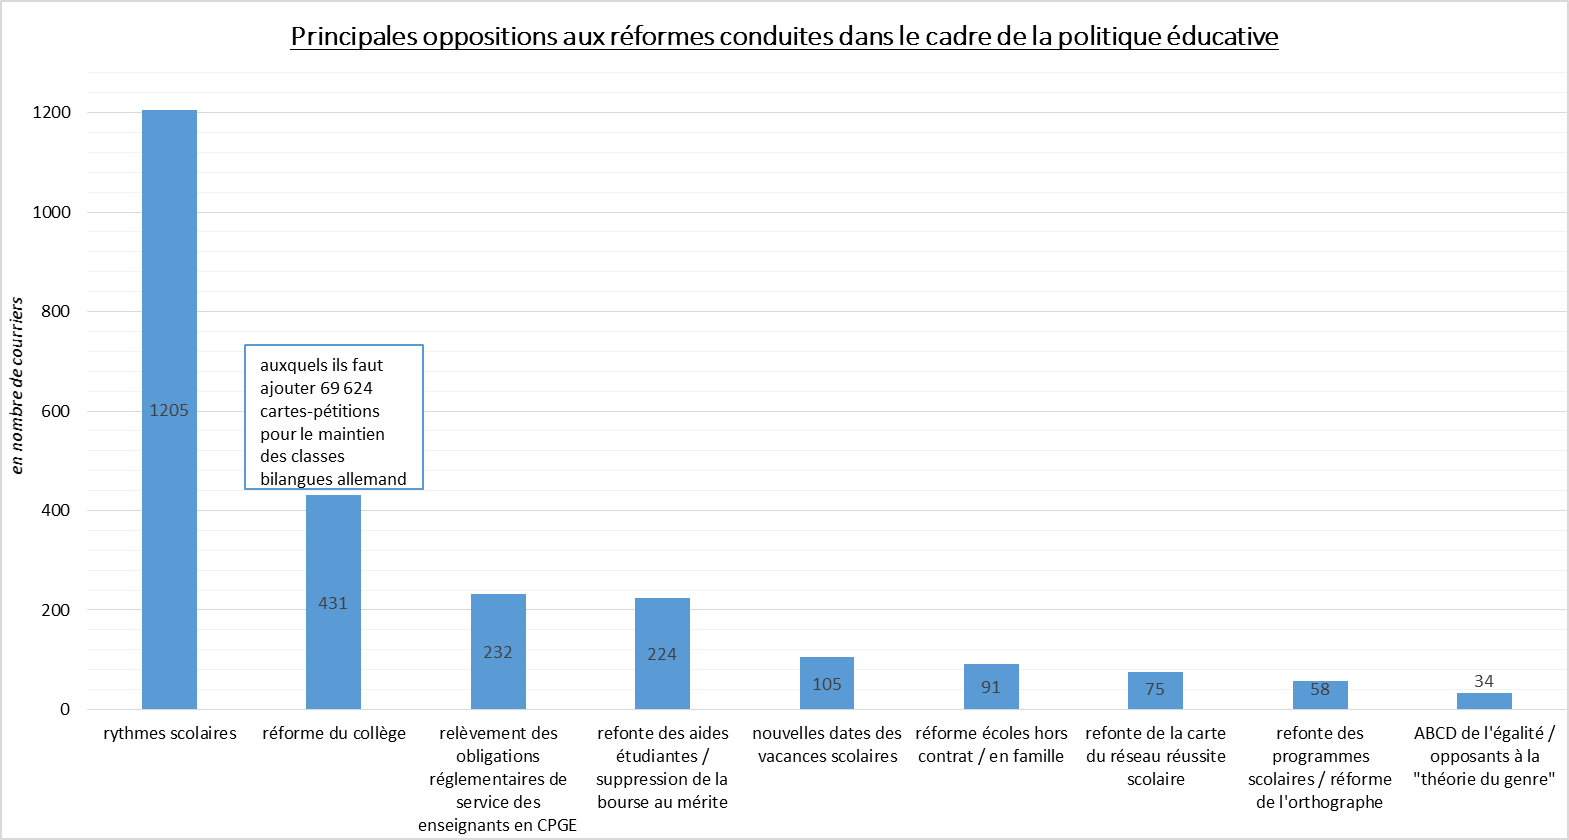 Principales oppositions aux réformes conduites dans le cadre de la politique éducative
en nombre de courriers
1200
1000
800
600
400
200
0
auxquels ils faut
ajouter 69 624
cartes-pétitions
pour le maintien
des classes
bilangues allemand
1205
431
232
224
105
91
75
58
34
rythmes scolaires
réforme du collège
relèvement des
obligations
réglementaires de
service des
enseignants en CPGE
refonte des aides
étudiantes /
suppression de la
bourse au mérite
nouvelles dates des
vacances scolaires
réforme écoles hors
contrat / en famille
refonte de la carte
du réseau réussite
scolaire
refonte des
programmes
scolaires / réforme
de l'orthographe
ABCD de l'égalité /
opposants à la
"théorie du genre"